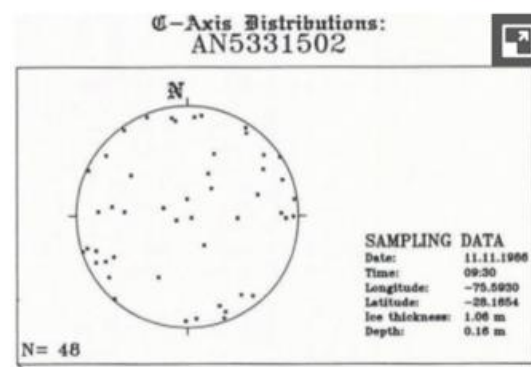 C-Axis Distributions:
AN5331502
N
SAMPLING DATA
Date: 11.11.1986
Time: 09:30
Longitude: -75.5930
Latitude: -28.1654
Ice thickness: 1.06 m
Depth: 0.16 m
N= 48